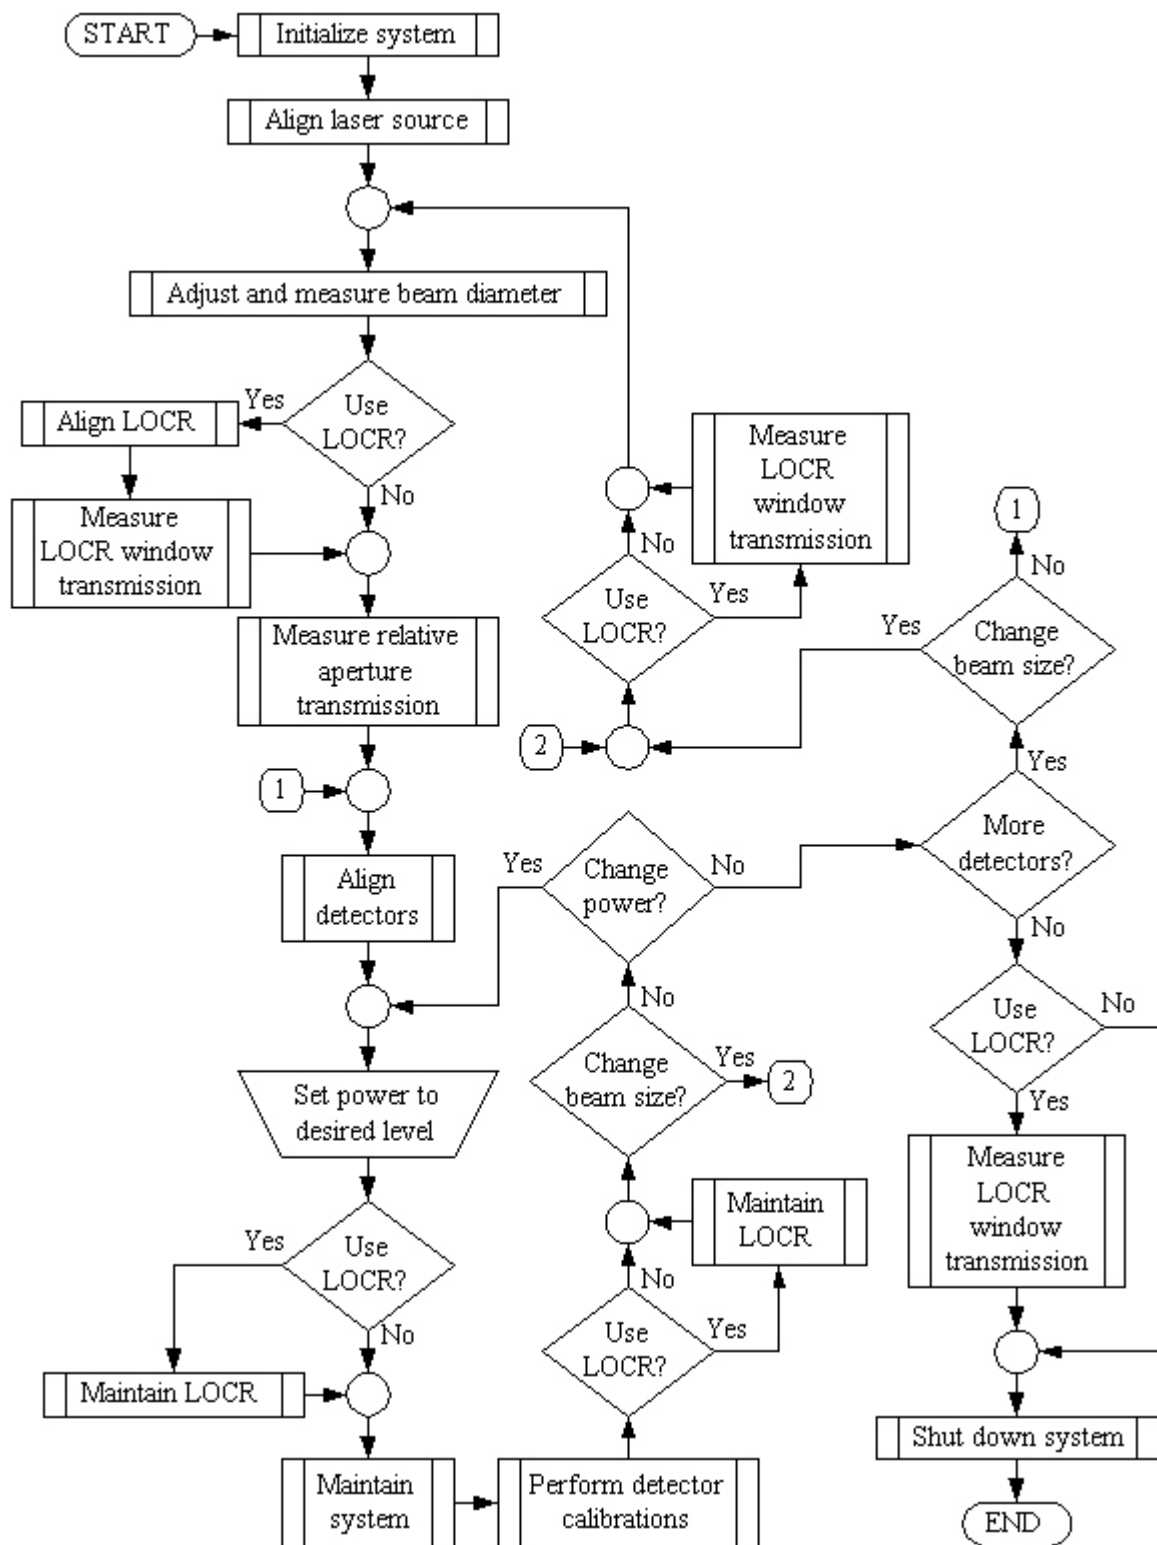 START
Initialize system
Align laser source
Adjust and measure beam diameter
Use
LOCR?
Yes
No
Align LOCR
Measure
LOCR window
transmission
Measure relative
aperture
transmission
1
Align
detectors
Set power to
desired level
Use
LOCR?
Yes
No
Maintain LOCR
Maintain
system
Perform detector
calibrations
Use
LOCR?
Yes
No
Maintain
LOCR
Change
beam size?
Yes
2
No
Change
power?
Yes
No
2
Use
LOCR?
No
Yes
Measure
LOCR
window
transmission
1
No
Change
beam size?
Yes
Yes
More
detectors?
No
Use
LOCR?
No
Yes
Measure
LOCR
window
transmission
Shut down system
END